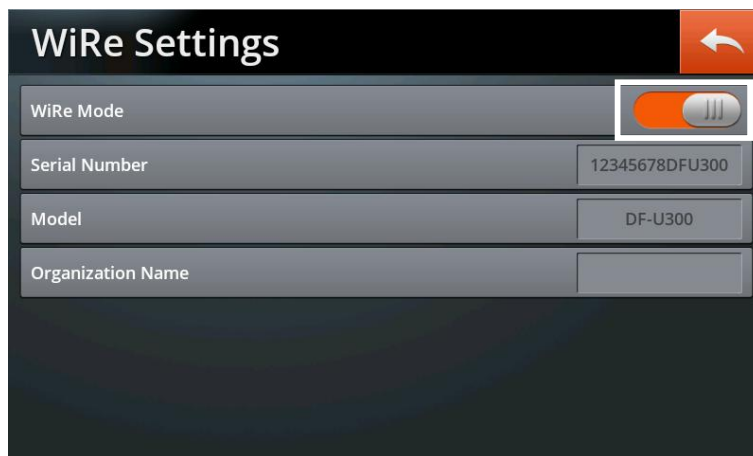 WiRe Settings
WiRe Mode
Serial Number 12345678DFU300
Model DF-U300
Organization Name